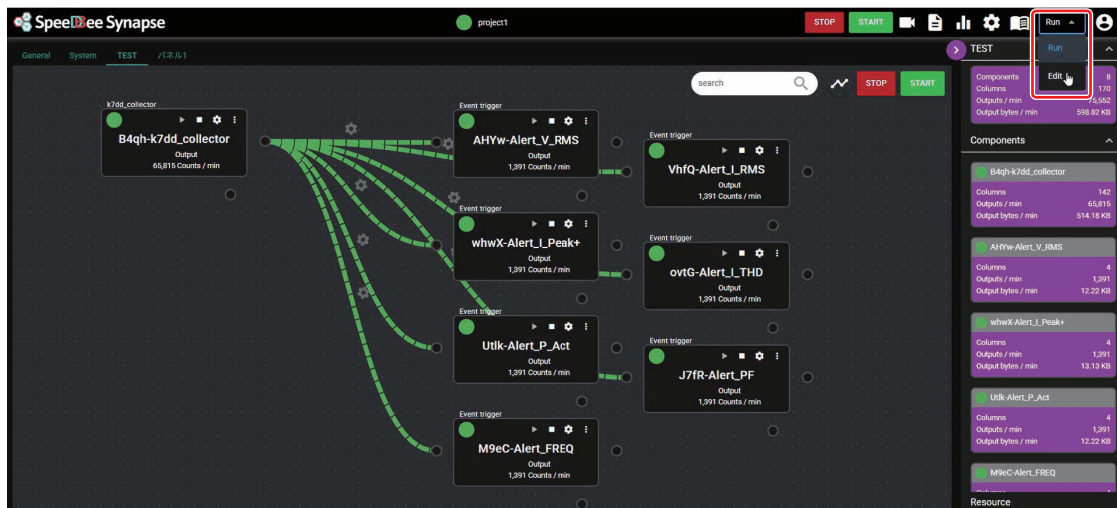 SpeeDBee Synapse
project1
STOP
START
Run
Run
Edit
General
System
TEST
パネル1
search
STOP
START
k7dd_collector
B4qh-k7dd_collector
Output
65,815 Counts / min
Event trigger
AHYw-Alert_V_RMS
Output
1,391 Counts / min
Event trigger
VhfQ-Alert_I_RMS
Output
1,391 Counts / min
Event trigger
whwX-Alert_I_Peak+
Output
1,391 Counts / min
Event trigger
ovtG-Alert_I_THD
Output
1,391 Counts / min
Event trigger
Utlk-Alert_P_Act
Output
1,391 Counts / min
Event trigger
J7fR-Alert_PF
Output
1,391 Counts / min
Event trigger
M9eC-Alert_FREQ
Output
1,391 Counts / min
TEST
Components 8
Columns 170
Outputs / min 75,552
Output bytes / min 598.82 KB
Components
B4qh-k7dd_collector
Columns 142
Outputs / min 65,815
Output bytes / min 514.18 KB
AHYw-Alert_V_RMS
Columns 4
Outputs / min 1,391
Output bytes / min 12.22 KB
whwX-Alert_I_Peak+
Columns 4
Outputs / min 1,391
Output bytes / min 13.13 KB
Utlk-Alert_P_Act
Columns 4
Outputs / min 1,391
Output bytes / min 12.22 KB
M9eC-Alert_FREQ
Resource